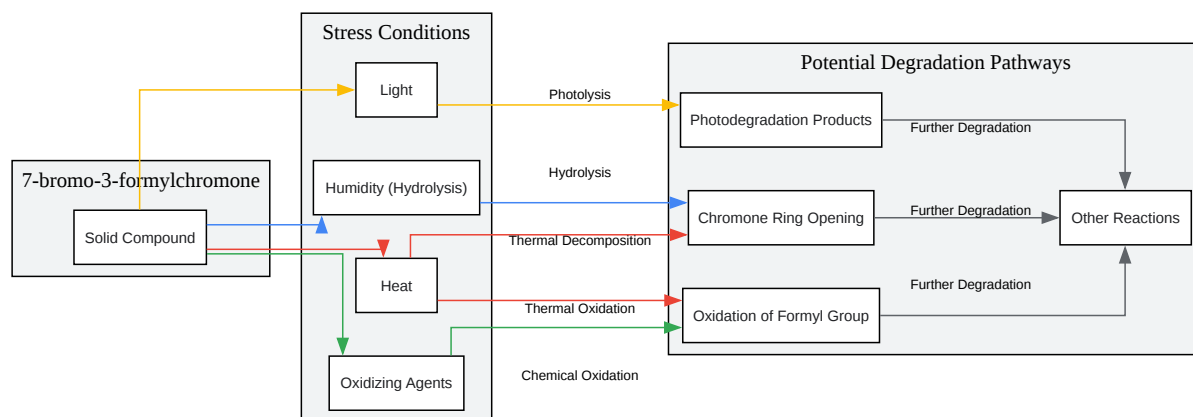 7-bromo-3-formylchromone
Solid Compound
Stress Conditions
Light
Humidity (Hydrolysis)
Heat
Oxidizing Agents
Photolysis
Hydrolysis
Thermal Decomposition
Thermal Oxidation
Chemical Oxidation
Potential Degradation Pathways
Photodegradation Products
Chromone Ring Opening
Oxidation of Formyl Group
Further Degradation
Further Degradation
Further Degradation
Other Reactions